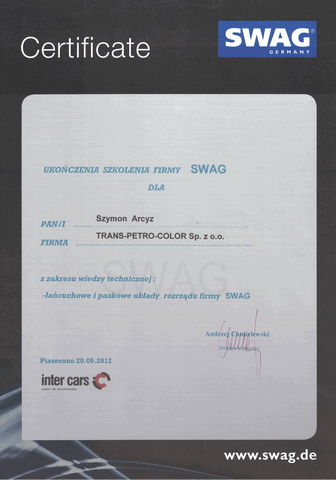 Certificate
SWAG
GERMANY
UKOŃCZENIA SZKOLENIA FIRMY SWAG
DLA
PAN/I ...... Szymon Arcyz
FIRMA ...... TRANS-PETRO-COLOR Sp. z o.o.
SWAG
z zakresu wiedzy technicznej :
-łańcuchowe i paskowe układy rozrządu firmy SWAG
Andrzej Chmielewski
Piaseczno 20.09.2012
inter cars
www.swag.de